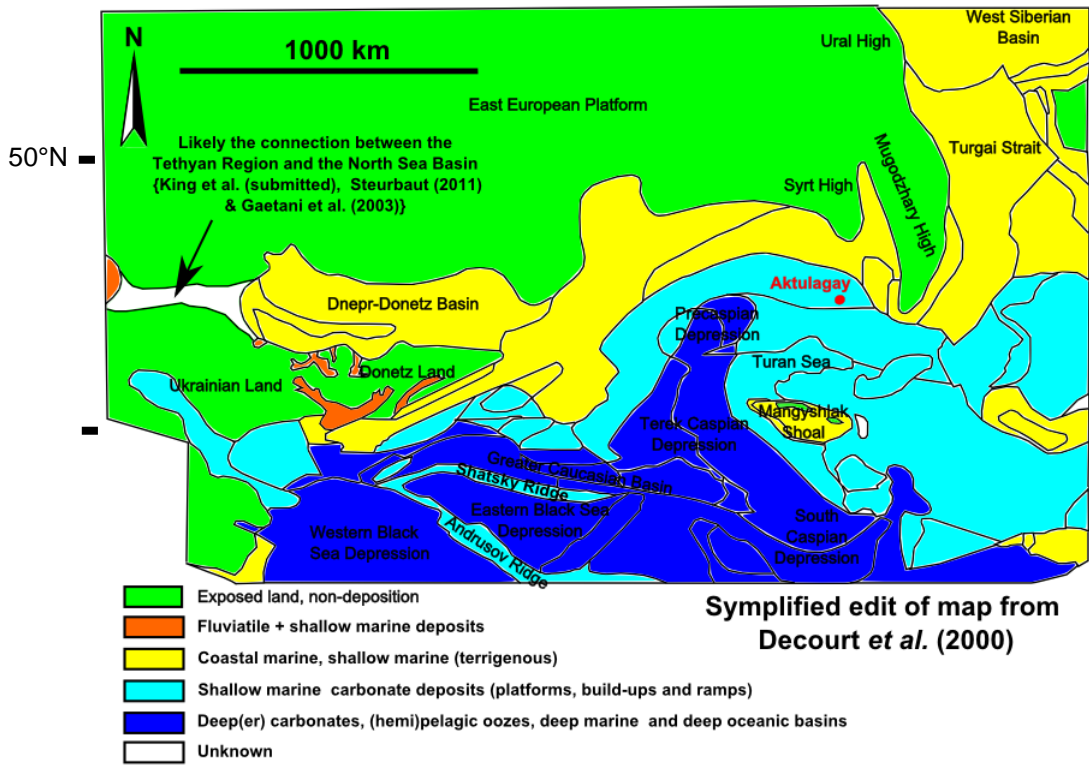 N
1000 km
West Siberian
Basin
Ural High
East European Platform
50°N
Likely the connection between the
Tethyan Region and the North Sea Basin
{King et al. (submitted), Steurbaut (2011)
& Gaetani et al. (2003)}
Turgai Strait
Mugodzhary High
Syrt High
Aktulagay
Dnepr-Donetz Basin
Precaspian
Depression
Turan Sea
Ukrainian Land
Donetz Land
Mangyshlak
Shoal
Terek Caspian
Depression
Greater Caucasian Basin
Shatsky Ridge
Eastern Black Sea
Depression
Western Black
Sea Depression
Andrusov Ridge
South
Caspian
Depression
Exposed land, non-deposition
Fluviatile + shallow marine deposits
Coastal marine, shallow marine (terrigenous)
Shallow marine carbonate deposits (platforms, build-ups and ramps)
Deep(er) carbonates, (hemi)pelagic oozes, deep marine and deep oceanic basins
Unknown
Symplified edit of map from
Decourt et al. (2000)